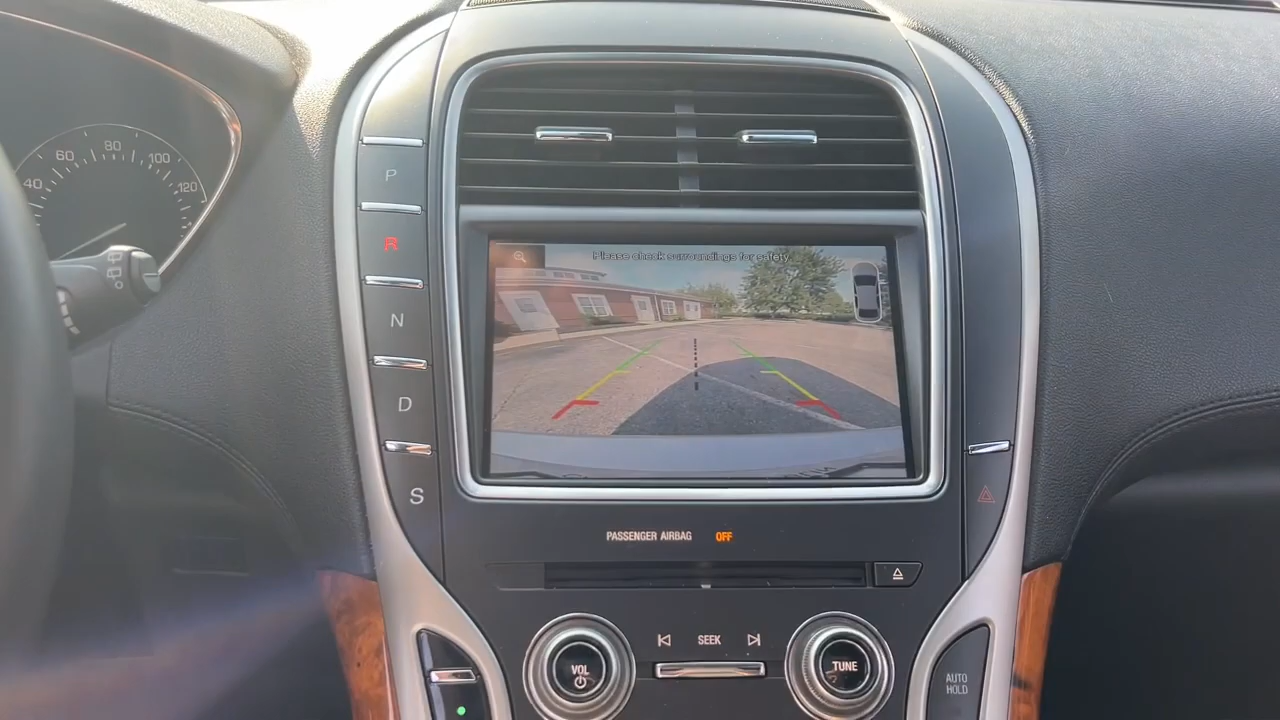 40 60 80 100 120
P
R
N
D
S
Please check surroundings for safety.
PASSENGER AIRBAG OFF
VOL
SEEK
TUNE
AUTO
HOLD